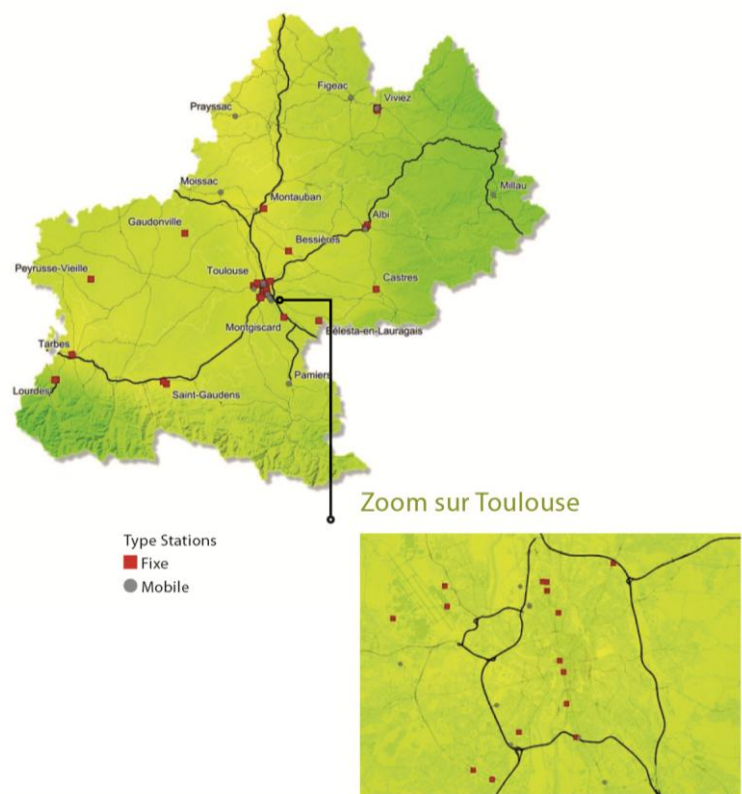 Figeac
Viviez
Prayssac
Moissac
Millau
Montauban
Albi
Gaudonville
Bessières
Toulouse
Peyrusse-Vieille
Castres
Montgiscard
Bélesta-en-Lauragais
Tarbes
Pamiers
Lourdes
Saint-Gaudens
Zoom sur Toulouse
Type Stations
Fixe
Mobile